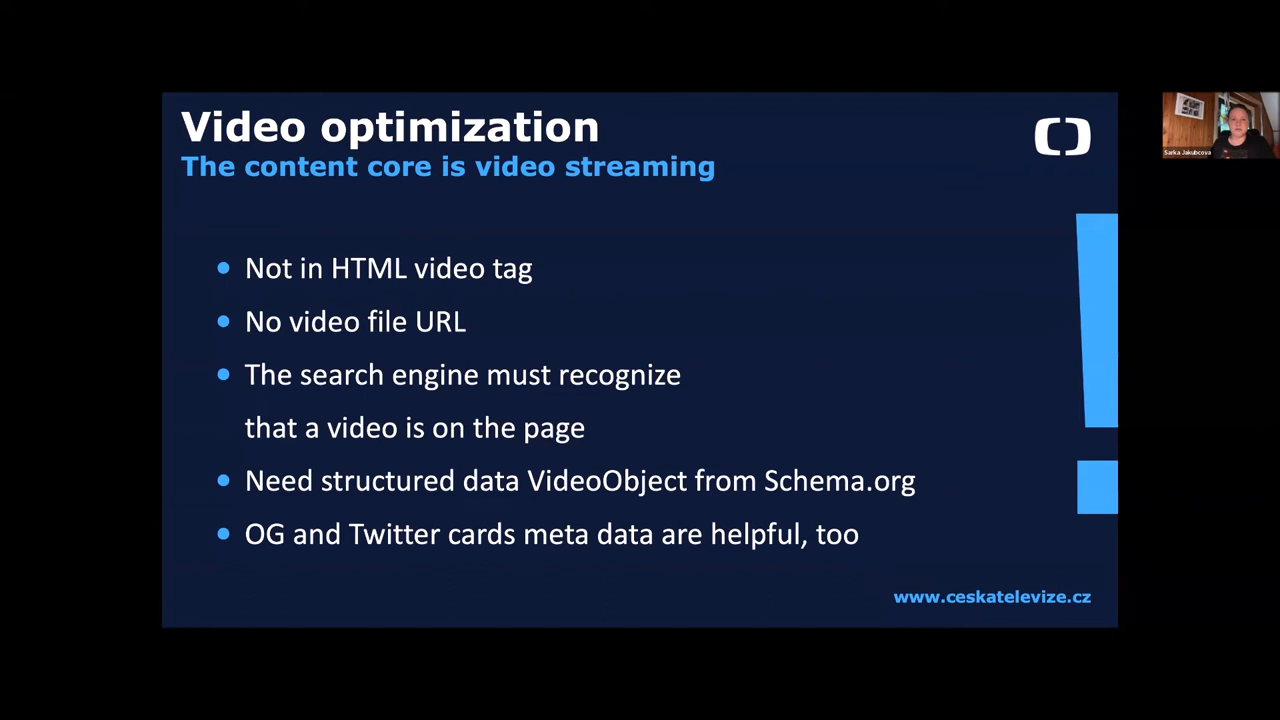 Video optimization
The content core is video streaming
Not in HTML video tag
No video file URL
The search engine must recognize
that a video is on the page
Need structured data VideoObject from Schema.org
OG and Twitter cards meta data are helpful, too
www.ceskatelevize.cz
Sarka Jakubcova